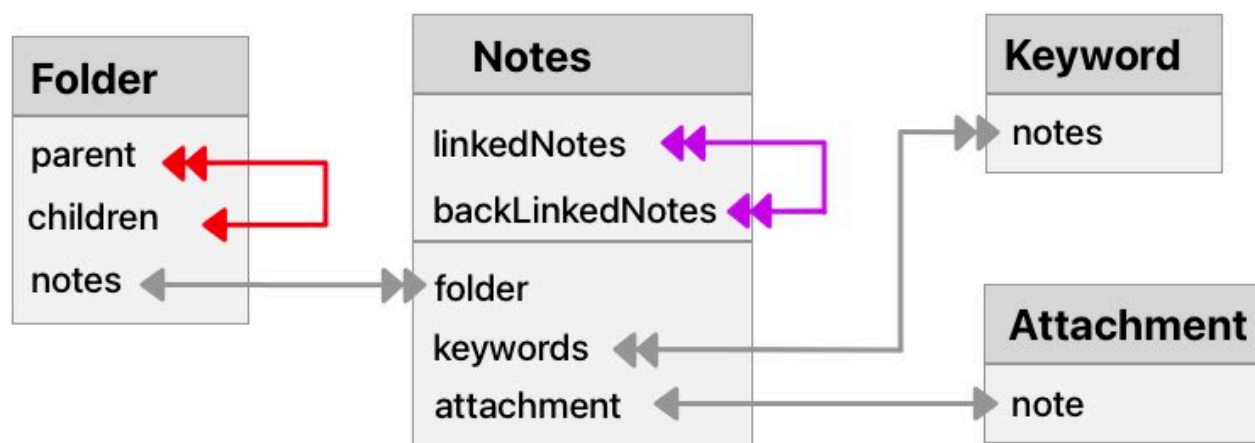 Folder
parent
children
notes
Notes
linkedNotes
backLinkedNotes
folder
keywords
attachment
Keyword
notes
Attachment
note